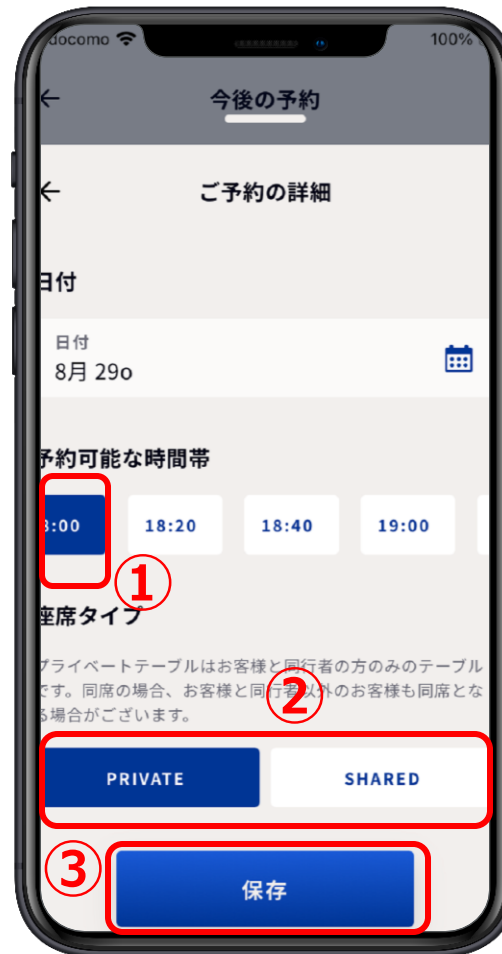 docomo 100%
今後の予約
ご予約の詳細
日付
日付
8月 29o
予約可能な時間帯
8:00 18:20 18:40 19:00
①
座席タイプ
プライベートテーブルはお客様と同行者の方のみのテーブル
です。同席の場合、お客様と同行者以外のお客様も同席とな
る場合がございます。
②
PRIVATE SHARED
③
保存